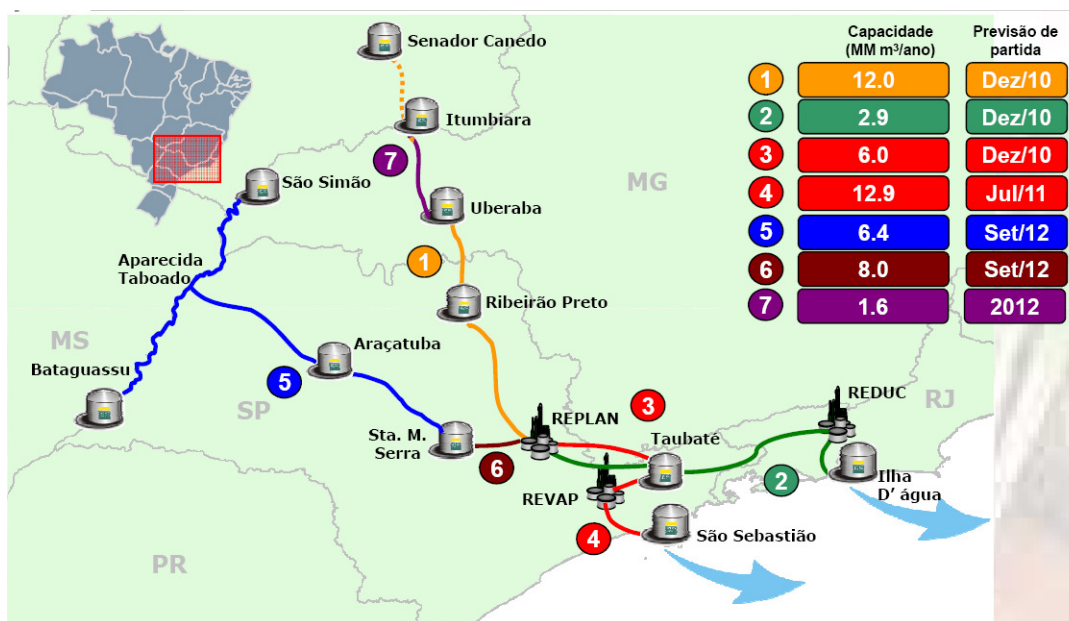 Capacidade
(MM m³/ano)
Previsão de
partida
1 12.0 Dez/10
2 2.9 Dez/10
3 6.0 Dez/10
4 12.9 Jul/11
5 6.4 Set/12
6 8.0 Set/12
7 1.6 2012
Senador Canedo
Itumbiara
7
São Simão
MG
Uberaba
Aparecida
Taboado
1
Ribeirão Preto
MS
Araçatuba
Bataguassu
5
SP
REPLAN
3
REDUC
RJ
Sta. M.
Serra
Taubaté
6
REVAP
2
Ilha
D' água
4
São Sebastião
PR